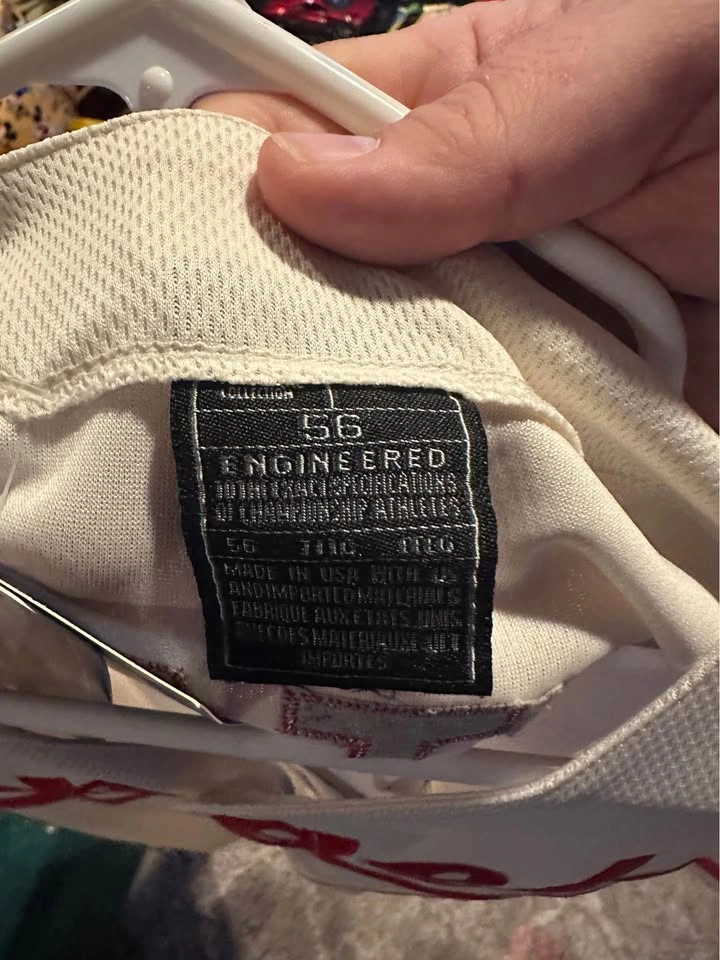 COLLECTION
56
ENGINEERED
TO THE EXACT SPECIFICATIONS
OF CHAMPIONSHIP ATHLETES
56
MADE IN USA WITH US
AND IMPORTED MATERIALS
FABRIQUE AUX ETATS UNIS
MATERIAUX
IMPORTES